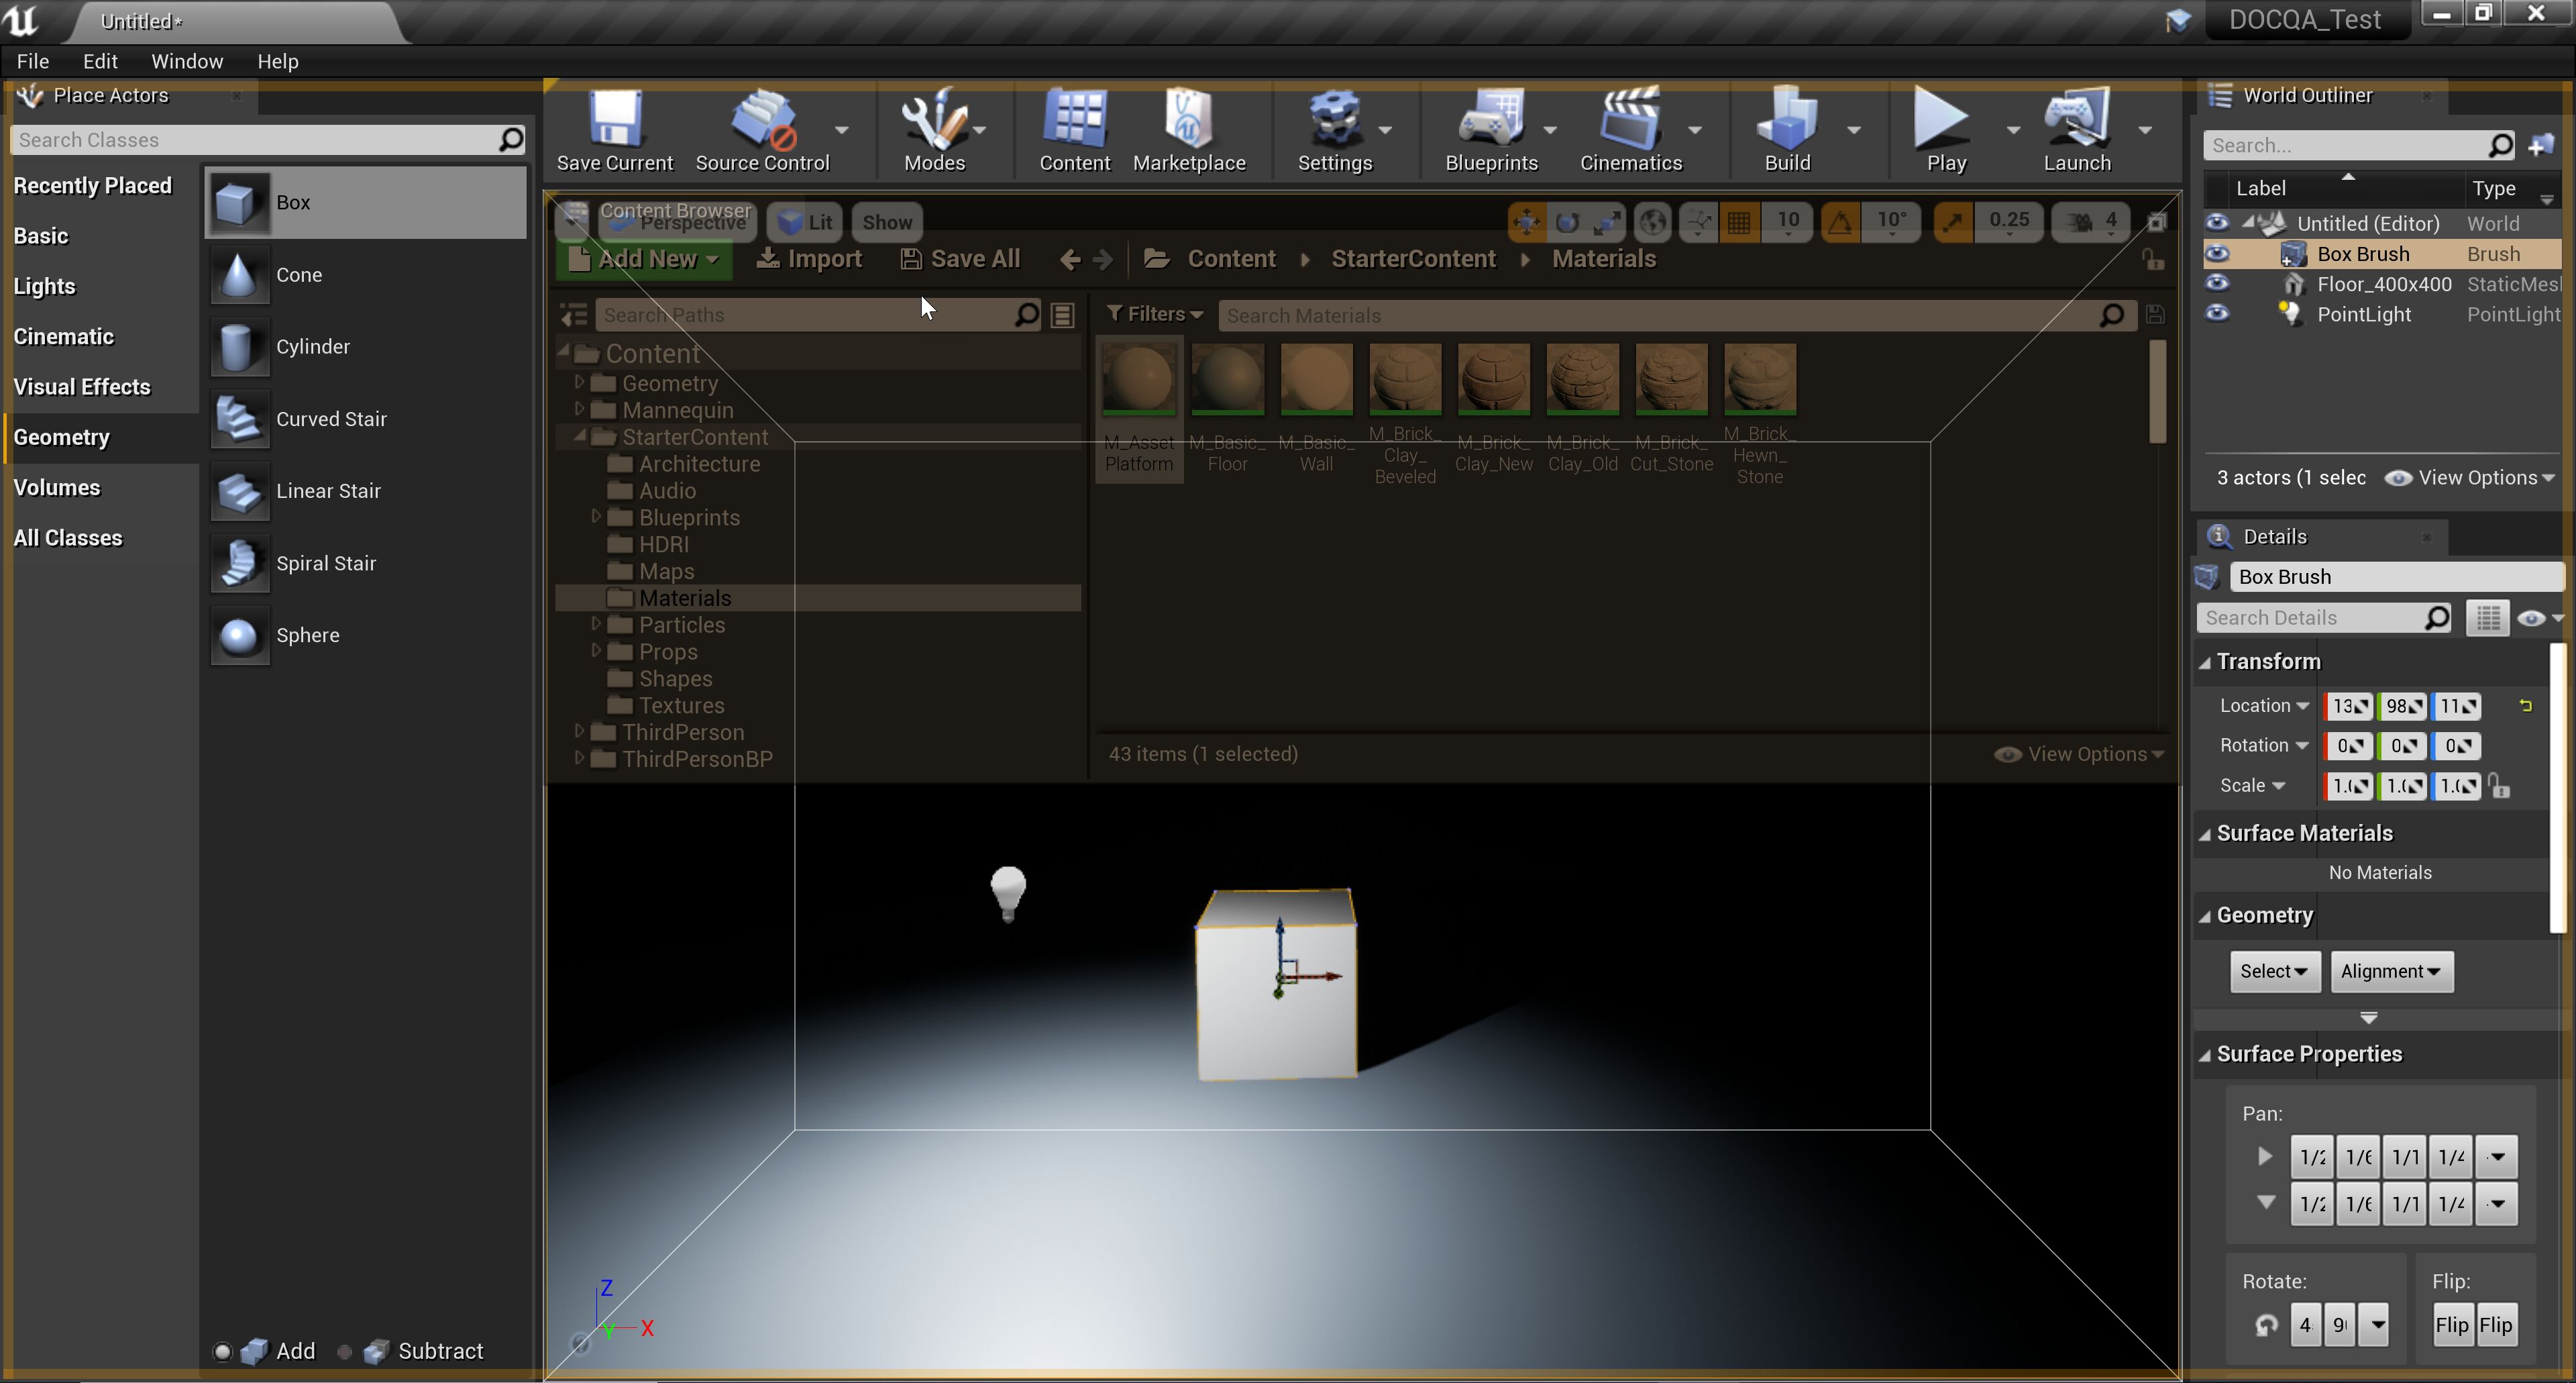 Untitled*
DOCQA_Test
File Edit Window Help
Place Actors
Search Classes
Recently Placed
Basic
Lights
Cinematic
Visual Effects
Geometry
Volumes
All Classes
Box
Cone
Cylinder
Curved Stair
Linear Stair
Spiral Stair
Sphere
Add Subtract
Save Current Source Control Modes Content Marketplace Settings Blueprints Cinematics Build Play Launch
Content Browser
Perspective Lit Show 10 10° 0.25 4
Add New Import Save All Content StarterContent Materials
Search Paths
Content
Geometry
Mannequin
StarterContent
Architecture
Audio
Blueprints
HDRI
Maps
Materials
Particles
Props
Shapes
Textures
ThirdPerson
ThirdPersonBP
Filters Search Materials
M_Asset
Platform
M_Basic_
Floor
M_Basic_
Wall
M_Brick_
Clay_
Beveled
M_Brick_
Clay_New
M_Brick_
Clay_Old
M_Brick_
Cut_Stone
M_Brick_
Hewn_
Stone
43 items (1 selected) View Options
Z
Y X
World Outliner
Search...
Label Type
Untitled (Editor) World
Box Brush Brush
Floor_400x400 StaticMesl
PointLight PointLight
3 actors (1 selec View Options
Details
Box Brush
Search Details
Transform
Location 13 98 11
Rotation 0 0 0
Scale 1.( 1.( 1.(
Surface Materials
No Materials
Geometry
Select Alignment
Surface Properties
Pan:
1/2 1/6 1/1 1/4
1/2 1/6 1/1 1/4
Rotate: Flip:
4 9 Flip Flip